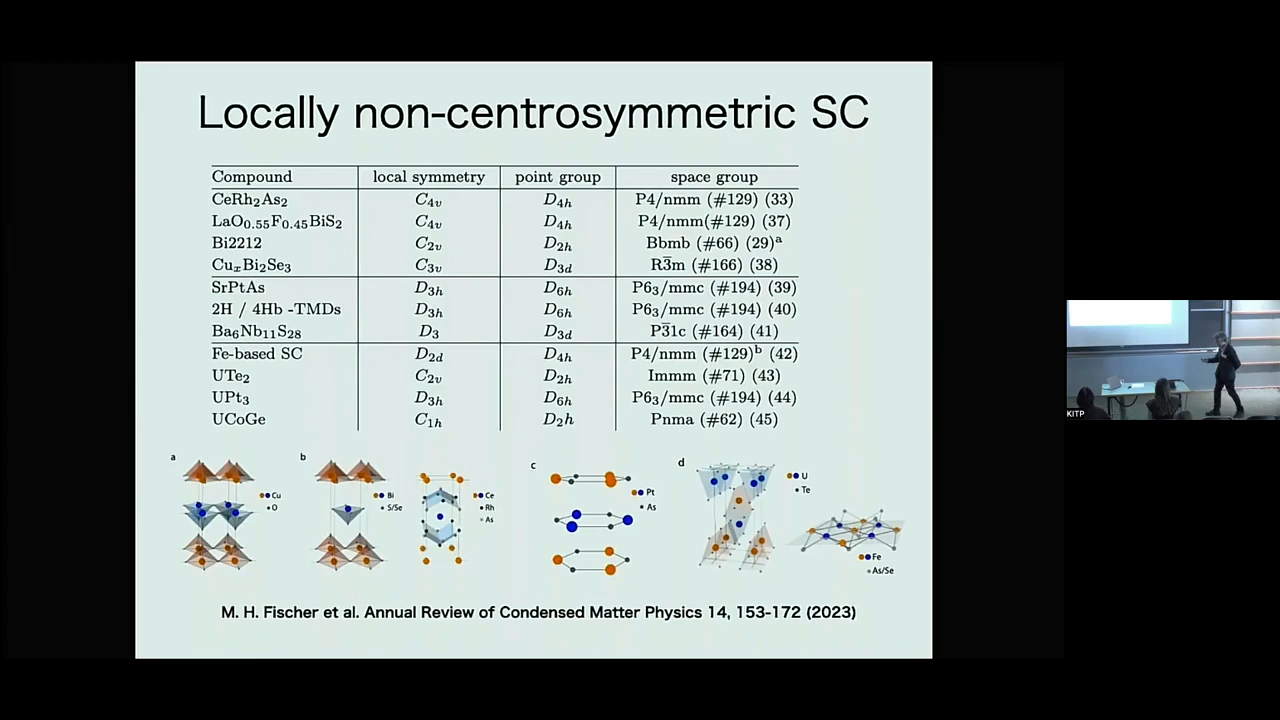 Locally non-centrosymmetric SC
Compound local symmetry point group space group
CeRh₂As₂ C₄ᵥ D₄ₕ P4/nmm (#129) (33)
LaO₀.₅₅F₀.₄₅BiS₂ C₄ᵥ D₄ₕ P4/nmm(#129) (37)
Bi2212 C₂ᵥ D₂ₕ Bbmb (#66) (29)ᵃ
CuₓBi₂Se₃ C₃ᵥ D₃d R3̅m (#166) (38)
SrPtAs D₃ₕ D₆ₕ P6₃/mmc (#194) (39)
2H / 4Hb -TMDs D₃ₕ D₆ₕ P6₃/mmc (#194) (40)
Ba₆Nb₁₁S₂₈ D₃ D₃d P3̅1c (#164) (41)
Fe-based SC D₂d D₄ₕ P4/nmm (#129)ᵇ (42)
UTe₂ C₂ᵥ D₂ₕ Immm (#71) (43)
UPt₃ D₃ₕ D₆ₕ P6₃/mmc (#194) (44)
UCoGe C₁ₕ D₂h Pnma (#62) (45)
a
Cu
O
b
Bi
S/Se
Ce
Rh
As
c
Pt
As
d
U
Te
Fe
As/Se
M. H. Fischer et al. Annual Review of Condensed Matter Physics 14, 153-172 (2023)
KITP